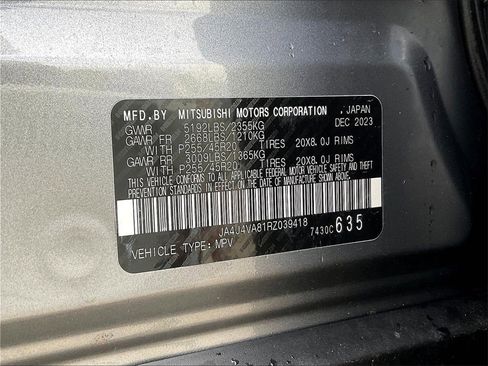 MFD.BY MITSUBISHI MOTORS CORPORATION , JAPAN
GVWR 5192LBS/2355KG DEC 2023
GAWR FR 2668LBS/1210KG
WITH P255/45R20 TIRES 20X8.0J RIMS
GAWR RR 3009LBS/1365KG
WITH P255/45R20 TIRES 20X8.0J RIMS
THIS VEHICLE CONFORMS TO ALL APPLICABLE FEDERAL MOTOR VEHICLE SAFETY AND
THEFT PREVENTION STANDARDS IN EFFECT ON THE DATE OF MANUFACTURE SHOWN ABOVE.
JA4J4VA81RZ039418 7430C 635
VEHICLE TYPE: MPV